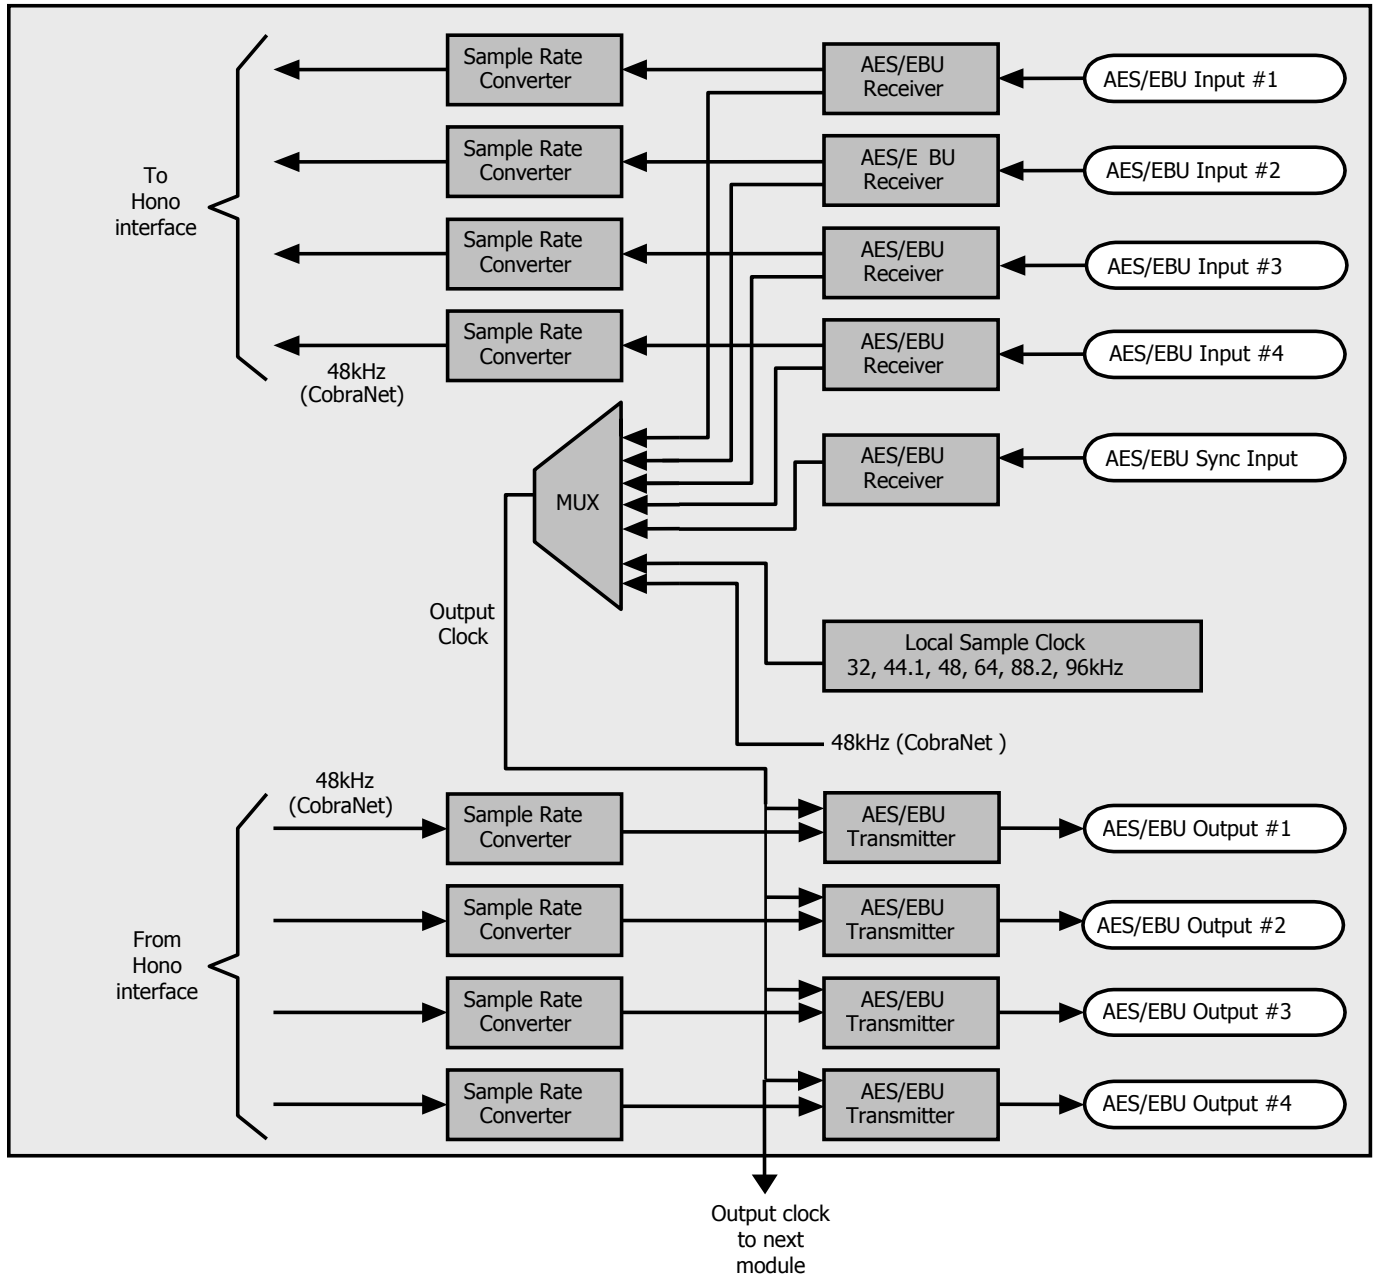 Sample Rate
Converter
AES/EBU
Receiver
AES/EBU Input #1
Sample Rate
Converter
AES/E BU
Receiver
AES/EBU Input #2
To
Hono
interface
Sample Rate
Converter
AES/EBU
Receiver
AES/EBU Input #3
Sample Rate
Converter
AES/EBU
Receiver
AES/EBU Input #4
48kHz
(CobraNet)
AES/EBU
Receiver
AES/EBU Sync Input
MUX
Output
Clock
Local Sample Clock
32, 44.1, 48, 64, 88.2, 96kHz
48kHz (CobraNet )
48kHz
(CobraNet)
Sample Rate
Converter
AES/EBU
Transmitter
AES/EBU Output #1
Sample Rate
Converter
AES/EBU
Transmitter
AES/EBU Output #2
From
Hono
interface
Sample Rate
Converter
AES/EBU
Transmitter
AES/EBU Output #3
Sample Rate
Converter
AES/EBU
Transmitter
AES/EBU Output #4
Output clock
to next
module